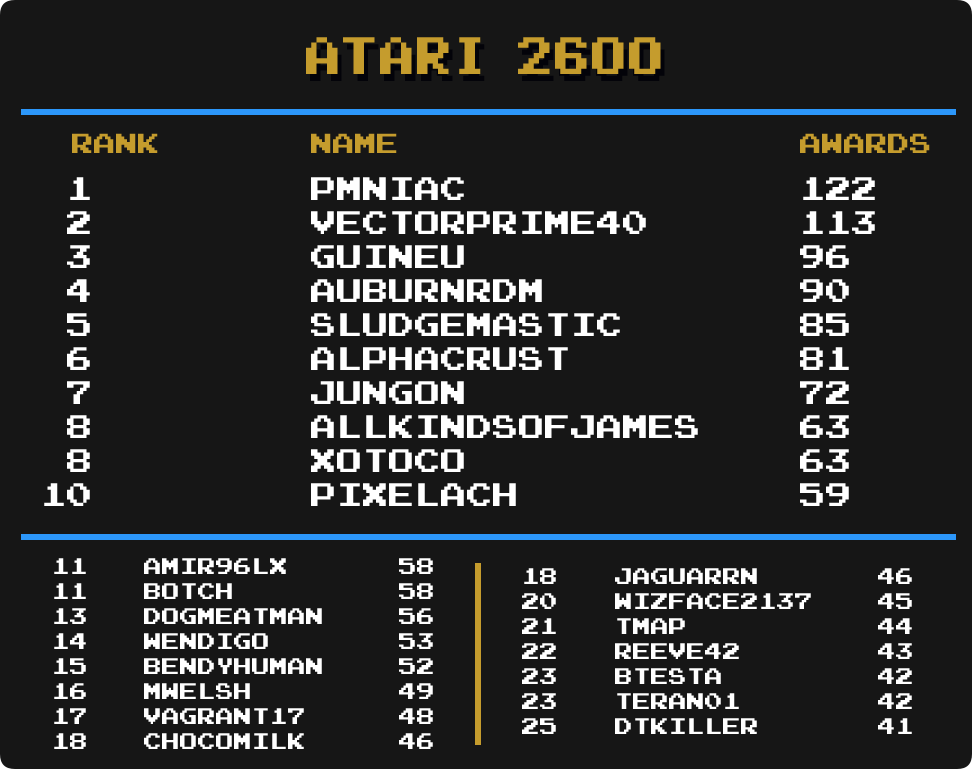 ATARI 2600
RANK NAME AWARDS
1 PMNIAC 122
2 VECTORPRIME40 113
3 GUINEU 96
4 AUBURNRDM 90
5 SLUDGEMASTIC 85
6 ALPHACRUST 81
7 JUNGON 72
8 ALLKINDSOFJAMES 63
8 XOTOCO 63
10 PIXELACH 59
11 AMIR96LX 58
11 BOTCH 58
13 DOGMEATMAN 56
14 WENDIGO 53
15 BENDYHUMAN 52
16 MWELSH 49
17 VAGRANT17 48
18 CHOCOMILK 46
18 JAGUARRN 46
20 WIZFACE2137 45
21 TMAP 44
22 REEVE42 43
23 BTESTA 42
23 TERAN01 42
25 DTKILLER 41